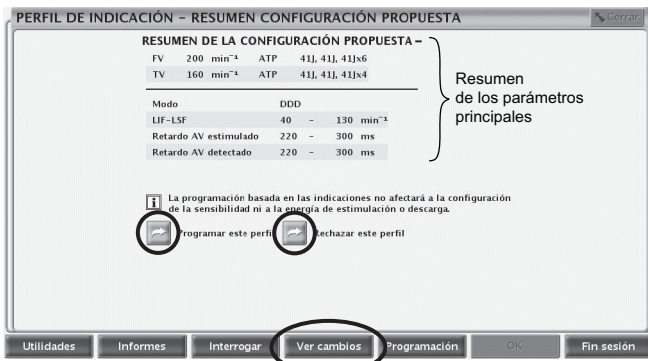 PERFIL DE INDICACIÓN – RESUMEN CONFIGURACIÓN PROPUESTA
Cerrar
RESUMEN DE LA CONFIGURACIÓN PROPUESTA –
FV 200 min⁻¹ ATP 41J, 41J, 41Jx6
TV 160 min⁻¹ ATP 41J, 41J, 41Jx4
Modo DDD
LIF-LSF 40 – 130 min⁻¹
Retardo AV estimulado 220 – 300 ms
Retardo AV detectado 220 – 300 ms
Resumen
de los parámetros
principales
i La programación basada en las indicaciones no afectará a la configuración
de la sensibilidad ni a la energía de estimulación o descarga.
Programar este perfil Rechazar este perfil
Utilidades Informes Interrogar Ver cambios Programación OK Fin sesión